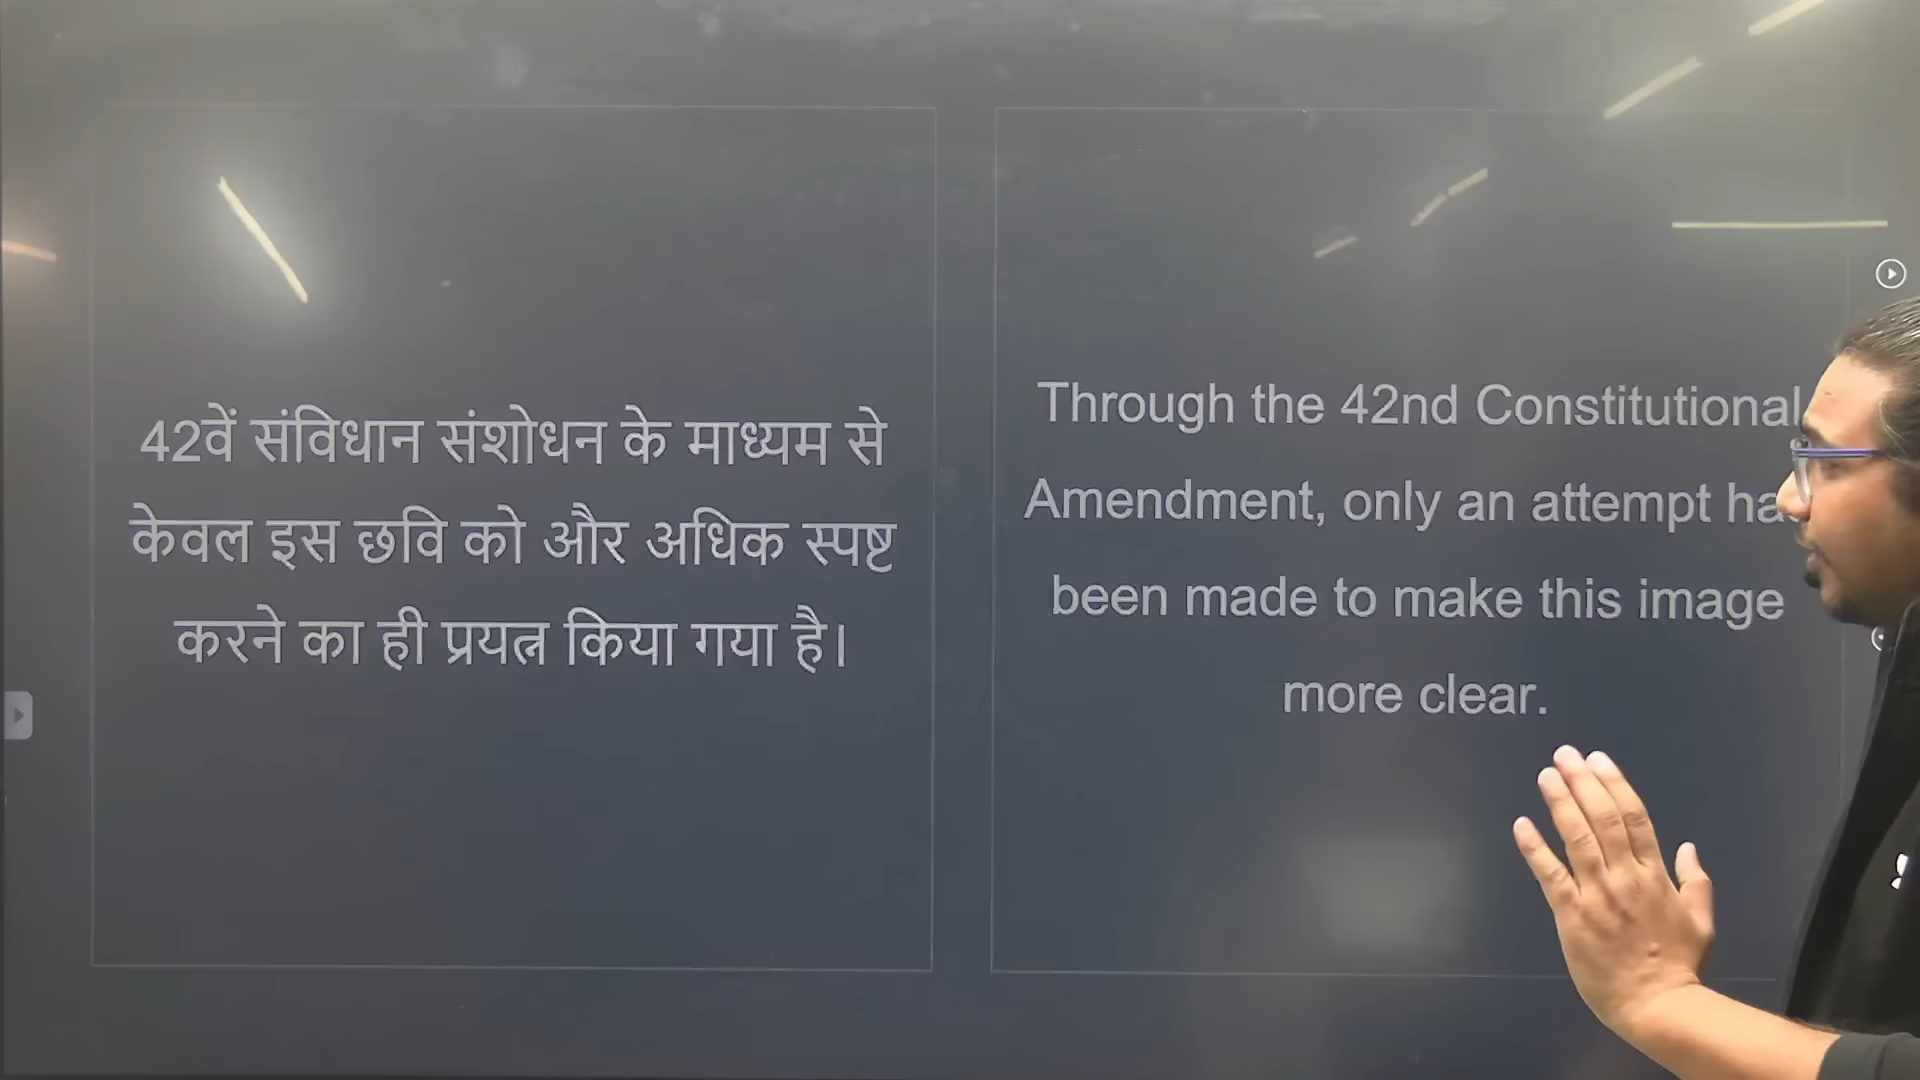 42वें संविधान संशोधन के माध्यम से
केवल इस छवि को और अधिक स्पष्ट
करने का ही प्रयत्न किया गया है।
Through the 42nd Constitutional
Amendment, only an attempt
been made to make this image
more clear.